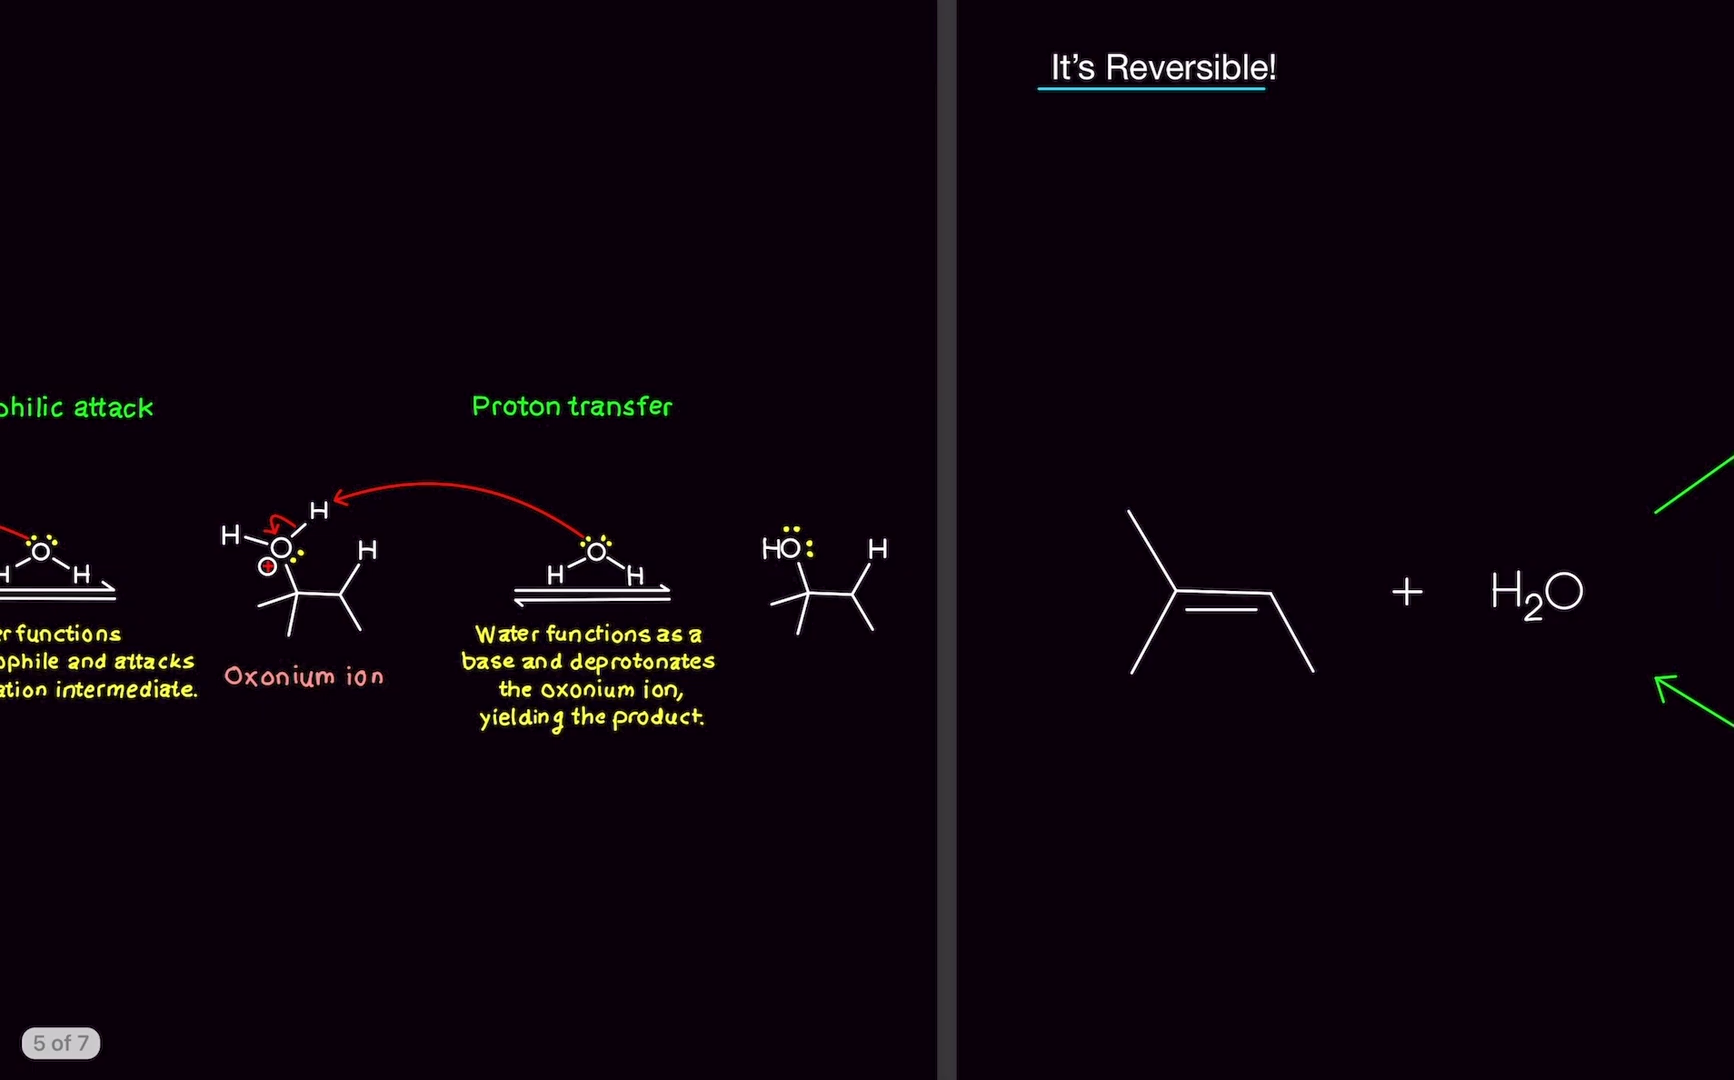 philic attack
Proton transfer
H
H
O
+
H
O
H
H
O
H
H
HO
H
r functions
ophile and attacks
ation intermediate.
Oxonium ion
Water functions as a
base and deprotonates
the oxonium ion,
yielding the product.
5 of 7
It's Reversible!
+ H₂O